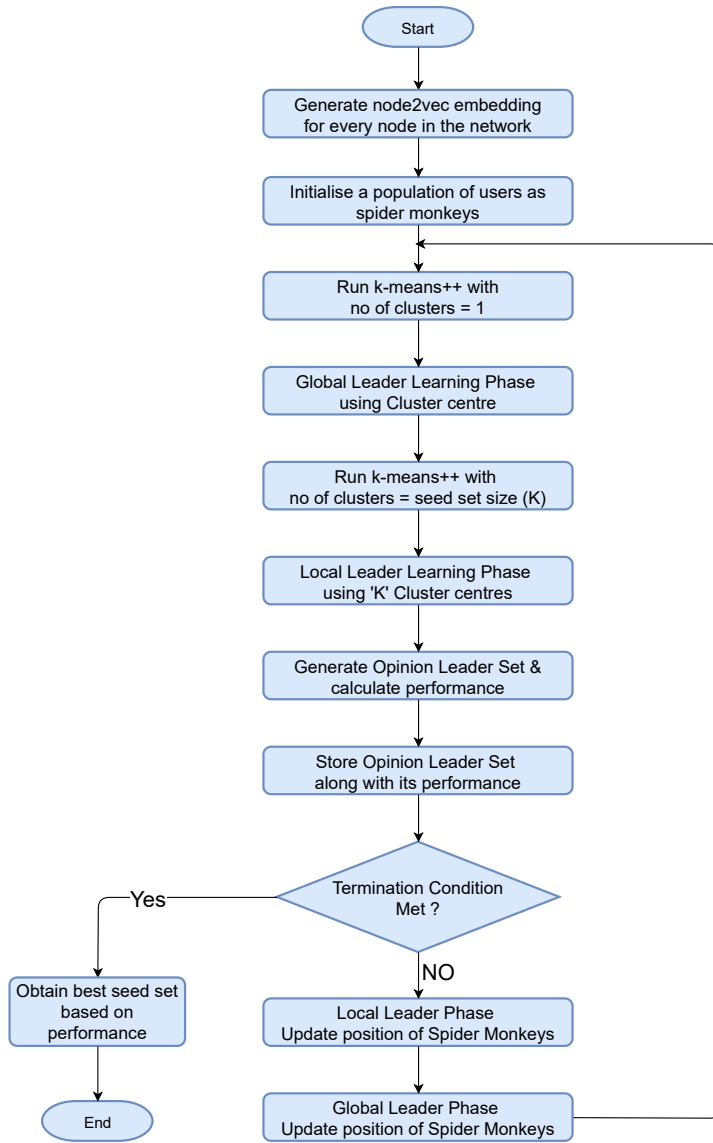 Start
Generate node2vec embedding
for every node in the network
Initialise a population of users as
spider monkeys
Run k-means++ with
no of clusters = 1
Global Leader Learning Phase
using Cluster centre
Run k-means++ with
no of clusters = seed set size (K)
Local Leader Learning Phase
using 'K' Cluster centres
Generate Opinion Leader Set &
calculate performance
Store Opinion Leader Set
along with its performance
Termination Condition
Met ?
Yes
NO
Obtain best seed set
based on
performance
End
Local Leader Phase
Update position of Spider Monkeys
Global Leader Phase
Update position of Spider Monkeys